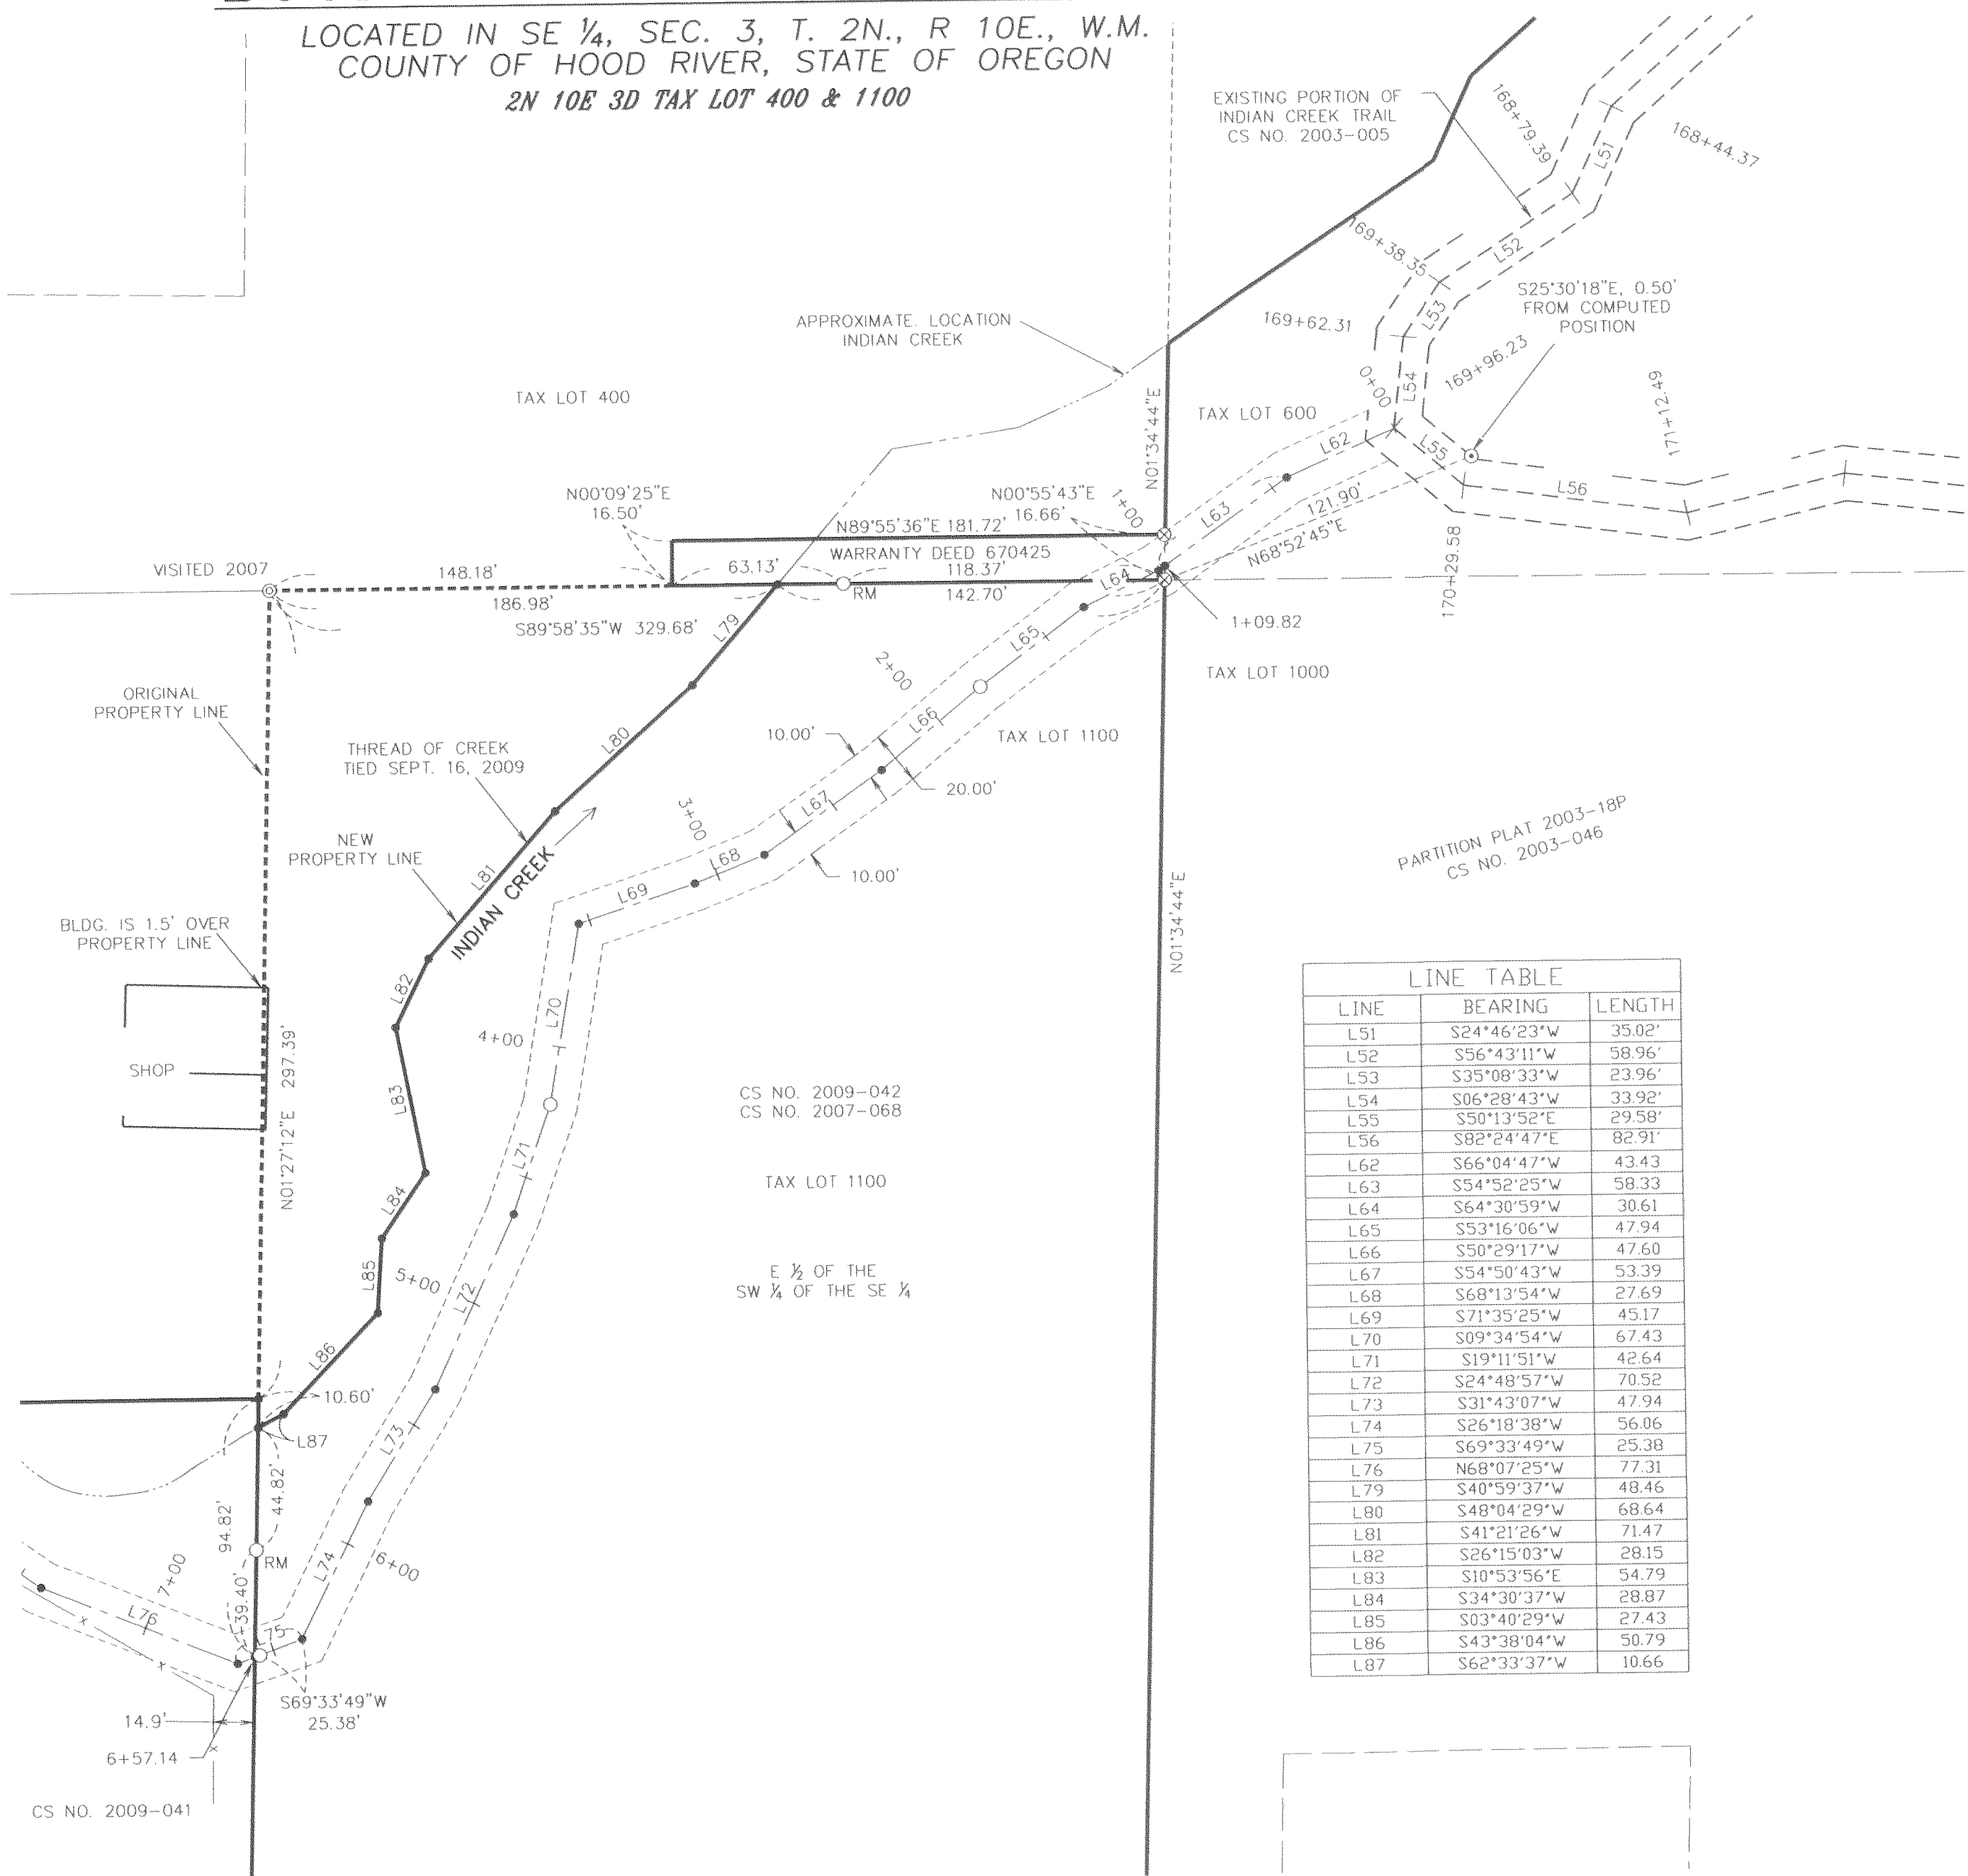 LOCATED IN SE ¼, SEC. 3, T. 2N., R 10E., W.M.
COUNTY OF HOOD RIVER, STATE OF OREGON
2N 10E 3D TAX LOT 400 & 1100
EXISTING PORTION OF
INDIAN CREEK TRAIL
CS NO. 2003-005
168+79.39
L51
168+44.37
169+38.35
L52
S25°30'18"E, 0.50'
FROM COMPUTED
POSITION
APPROXIMATE. LOCATION
INDIAN CREEK
169+62.31
L53
169+96.23
0+00
L54
171+12.49
TAX LOT 400
N01°34'44"E
TAX LOT 600
L62
L55
L56
N00°09'25"E
16.50'
N00°55'43"E
16.66'
1+00
L63
121.90'
N89°55'36"E 181.72'
WARRANTY DEED 670425
N68°52'45"E
170+29.58
VISITED 2007
148.18'
63.13'
118.37'
L64
186.98'
RM
142.70'
S89°58'35"W 329.68'
L79
1+09.82
L65
2+00
TAX LOT 1000
ORIGINAL
PROPERTY LINE
L80
L66
10.00'
TAX LOT 1100
THREAD OF CREEK
TIED SEPT. 16, 2009
20.00'
L67
3+00
NEW
PROPERTY LINE
L81
INDIAN CREEK
L68
10.00'
L69
PARTITION PLAT 2003-18P
CS NO. 2003-046
N01°34'44"E
BLDG. IS 1.5' OVER
PROPERTY LINE
L82
L70
4+00
SHOP
N01°27'12"E 297.39'
L83
CS NO. 2009-042
CS NO. 2007-068
L71
TAX LOT 1100
L84
L85
5+00
L72
E ½ OF THE
SW ¼ OF THE SE ¼
L86
10.60'
L87
L73
94.82'
44.82'
RM
7+00
L74
6+00
39.40'
L76
L75
S69°33'49"W
25.38'
14.9'
6+57.14
CS NO. 2009-041
LINE TABLE
LINE BEARING LENGTH
L51 S24°46'23"W 35.02'
L52 S56°43'11"W 58.96'
L53 S35°08'33"W 23.96'
L54 S06°28'43"W 33.92'
L55 S50°13'52"E 29.58'
L56 S82°24'47"E 82.91'
L62 S66°04'47"W 43.43
L63 S54°52'25"W 58.33
L64 S64°30'59"W 30.61
L65 S53°16'06"W 47.94
L66 S50°29'17"W 47.60
L67 S54°50'43"W 53.39
L68 S68°13'54"W 27.69
L69 S71°35'25"W 45.17
L70 S09°34'54"W 67.43
L71 S19°11'51"W 42.64
L72 S24°48'57"W 70.52
L73 S31°43'07"W 47.94
L74 S26°18'38"W 56.06
L75 S69°33'49"W 25.38
L76 N68°07'25"W 77.31
L79 S40°59'37"W 48.46
L80 S48°04'29"W 68.64
L81 S41°21'26"W 71.47
L82 S26°15'03"W 28.15
L83 S10°53'56"E 54.79
L84 S34°30'37"W 28.87
L85 S03°40'29"W 27.43
L86 S43°38'04"W 50.79
L87 S62°33'37"W 10.66